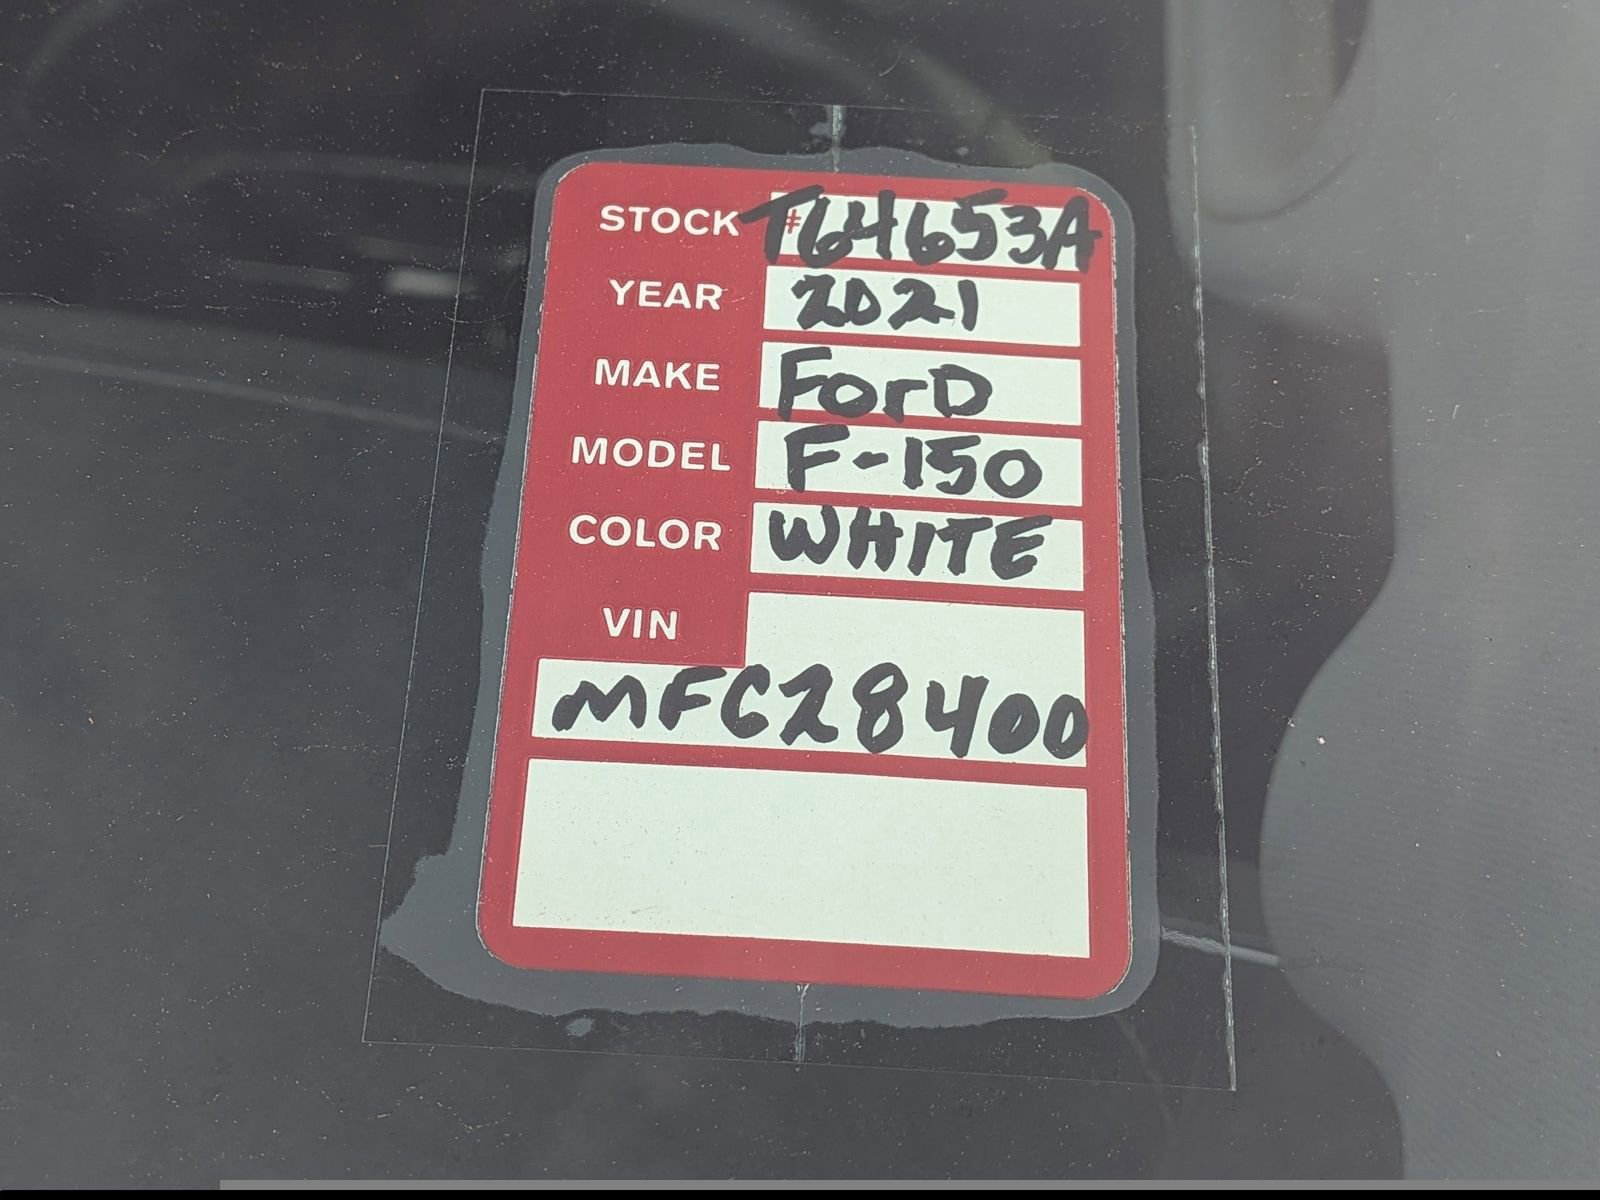 STOCK # T64653A
YEAR 2021
MAKE ForD
MODEL F-150
COLOR WHITE
VIN
MFC28400